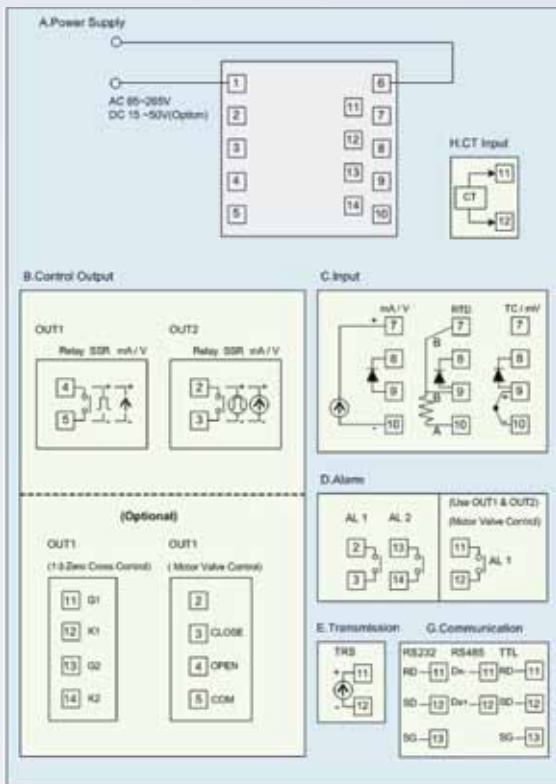 A.Power Supply
AC 85~265V
DC 15 ~50V(Option)
1 6
11
2 7
12
3 8
13
4 9
14
5 10
H.CT Input
CT
11
12
B.Control Output
OUT1 OUT2
Relay SSR mA / V Relay SSR mA / V
4 2
5 3
(Optional)
OUT1 OUT1
( Motor Valve Control)
11 G1
12 K1
13 G2
14 K2
2
3 CLOSE
4 OPEN
5 COM
C.Input
mA / V RTD TC / mV
+ 7 B 7 7
8 8 8
9 B 9 9
- 10 A 10 10
D.Alarm
AL 1 AL 2
2 13
3 14
(Use OUT1 & OUT2)
(Motor Valve Control)
11
AL 1
12
E.Transmission
TRS
+ 11
- 12
G.Communication
RS232 RS485 TTL
RD 11 11 RD 11
SD 12 12 SD 12
SG 13 SG 13